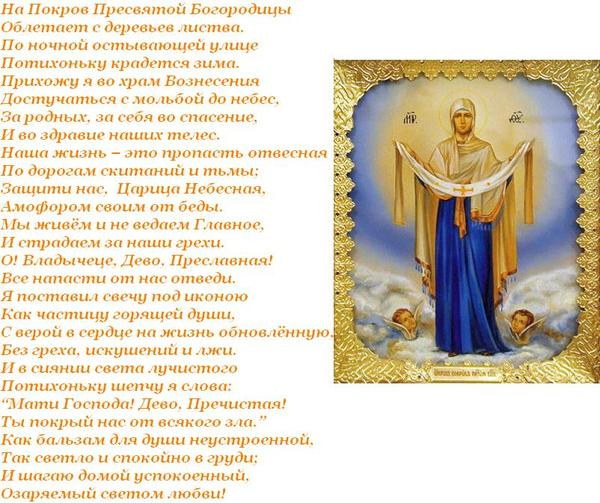 На Покров Пресвятой Богородицы
Облетает с деревьев листва.
По ночной остывающей улице
Потихоньку крадется зима.
Прихожу я во храм Вознесения
Достучаться с мольбой до небес,
За родных, за себя во спасение,
И во здравие наших телес.
Наша жизнь – это пропасть отвесная
По дорогам скитаний и тьмы;
Защити нас,  Царица Небесная,
Амофором своим от беды.
Мы живём и не ведаем Главное,
И страдаем за наши грехи.
О! Владычеце, Дево, Преславная!
Все напасти от нас отведи.
Я поставил свечу под иконою
Как частицу горящей души,
С верой в сердце на жизнь обновлённую,
Без греха, искушений и лжи.
И в сиянии света лучистого
Потихоньку шепчу я слова:
“Мати Господа! Дево, Пречистая!
Ты покрый нас от всякого зла.”
Как бальзам для души неустроенной,
Так светло и спокойно в груди;
И шагаю домой успокоенный,
Озаряемый светом любви!